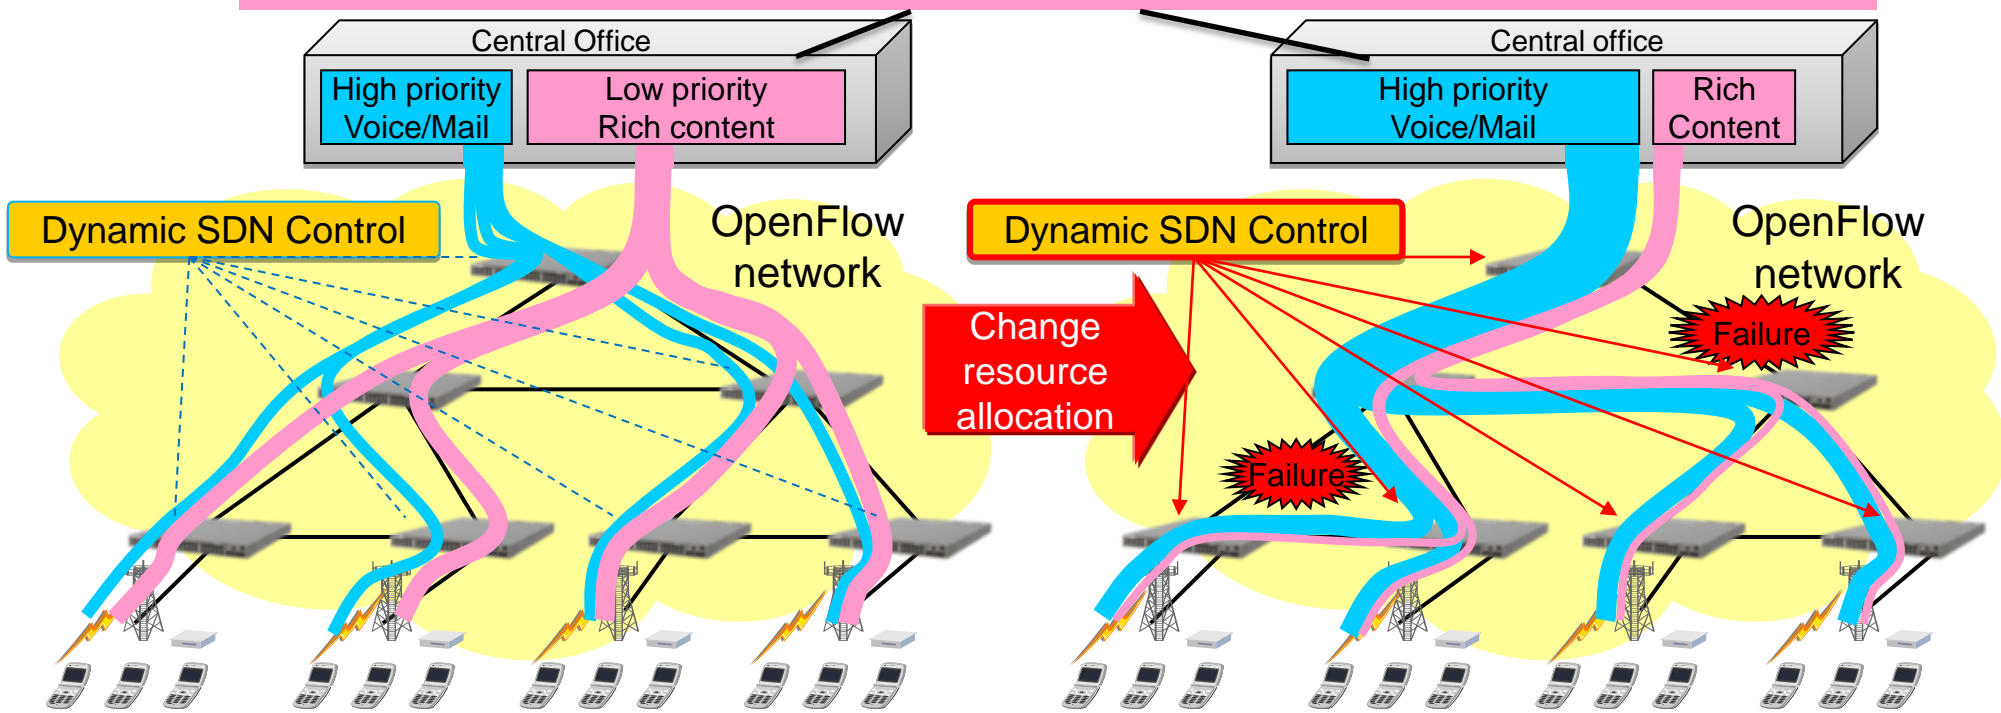 Central Office
High priority
Voice/Mail
Low priority
Rich content
Dynamic SDN Control
OpenFlow
network
Change
resource
allocation
Central office
High priority
Voice/Mail
Rich
Content
Dynamic SDN Control
OpenFlow
network
Failure
Failure